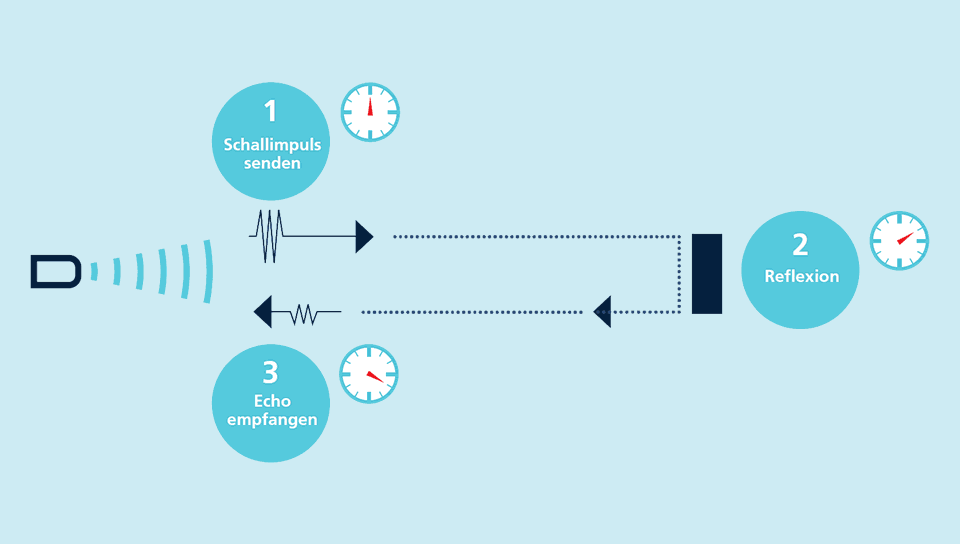 1
Schallimpuls
senden
2
Reflexion
3
Echo
empfangen